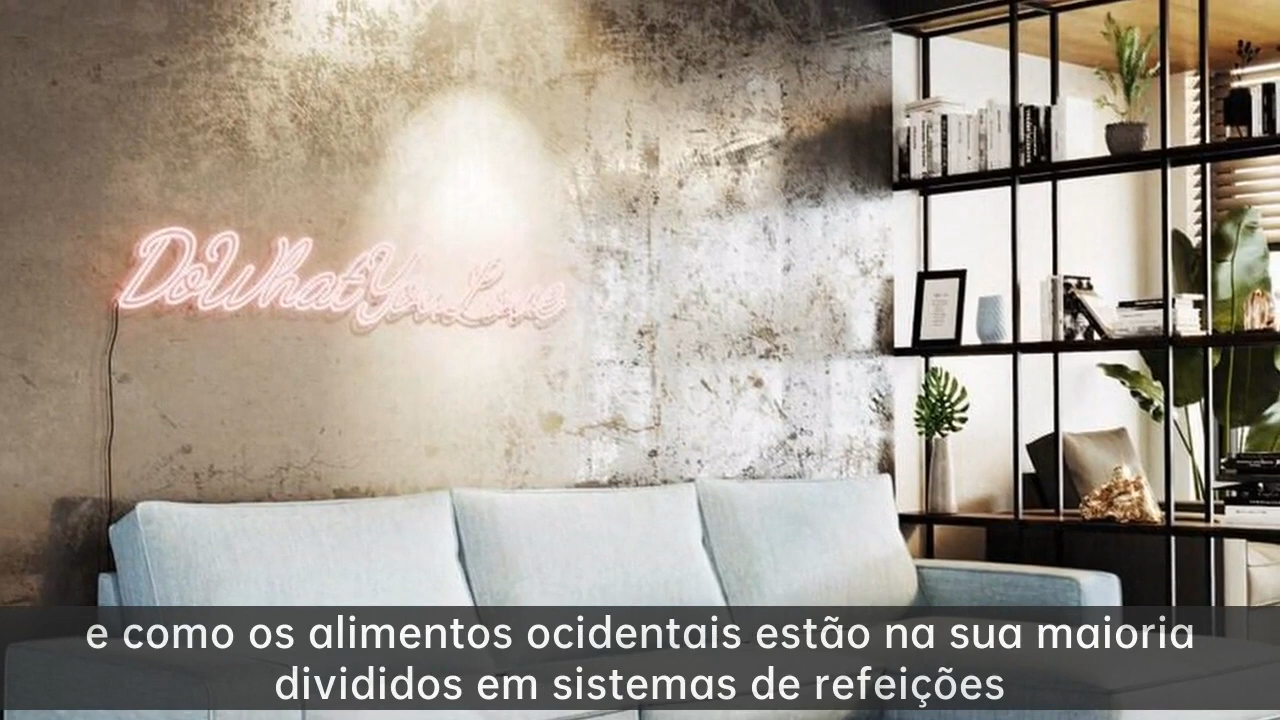 DoWhatYouLove
e como os alimentos ocidentais estão na sua maioria
divididos em sistemas de refeições